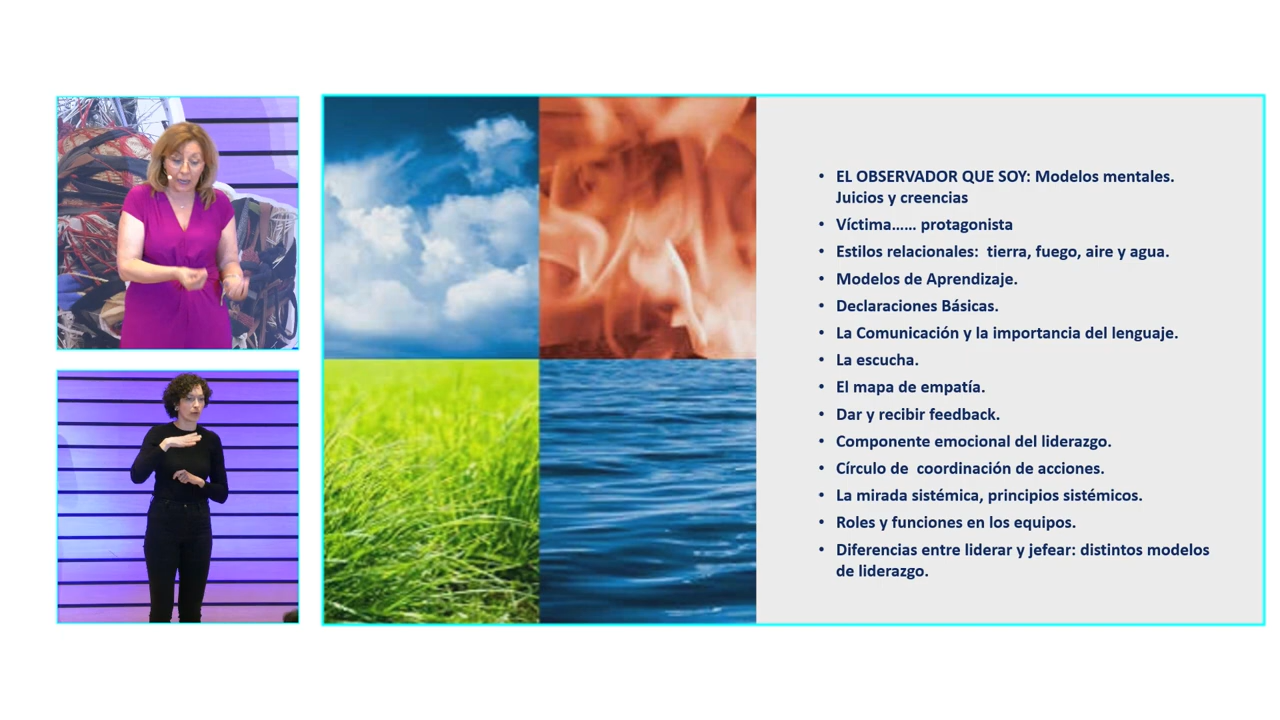 • EL OBSERVADOR QUE SOY: Modelos mentales.
Juicios y creencias
• Víctima...... protagonista
• Estilos relacionales:  tierra, fuego, aire y agua.
• Modelos de Aprendizaje.
• Declaraciones Básicas.
• La Comunicación y la importancia del lenguaje.
• La escucha.
• El mapa de empatía.
• Dar y recibir feedback.
• Componente emocional del liderazgo.
• Círculo de  coordinación de acciones.
• La mirada sistémica, principios sistémicos.
• Roles y funciones en los equipos.
• Diferencias entre liderar y jefear: distintos modelos
de liderazgo.